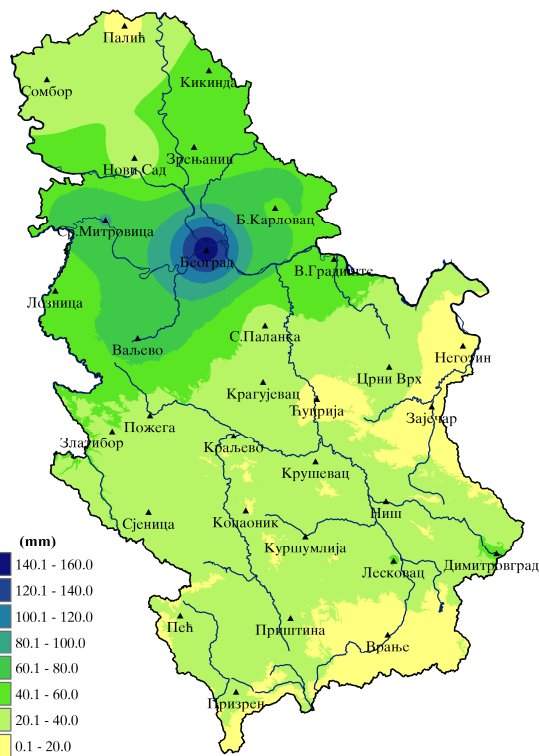 Палић
Сомбор
Кикинда
Зрењанин
Нови Сад
Б.Карловац
Ср.Митровица
Београд
В.Градиште
Лозница
С.Паланка
Ваљево
Неготин
Црни Врх
Крагујевац
Ћуприја
Зајечар
Пожега
Златибор
Краљево
Крушевац
Ниш
Сјеница
Копаоник
Куршумлија
Димитровград
Лесковац
Пећ
Приштина
Врање
Призрен
(mm)
140.1 - 160.0
120.1 - 140.0
100.1 - 120.0
80.1 - 100.0
60.1 - 80.0
40.1 - 60.0
20.1 - 40.0
0.1 - 20.0